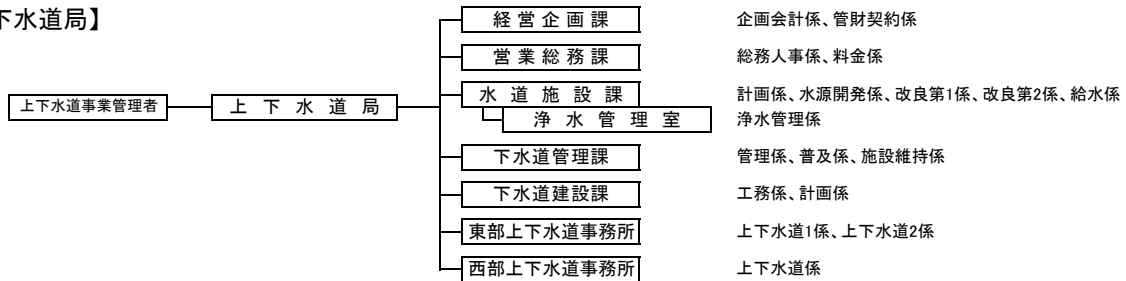 下水道局】
経営企画課 企画会計係、管財契約係
営業総務課 総務人事係、料金係
上下水道事業管理者 上下水道局 水道施設課 計画係、水源開発係、改良第1係、改良第2係、給水係
浄水管理室 浄水管理係
下水道管理課 管理係、普及係、施設維持係
下水道建設課 工務係、計画係
東部上下水道事務所 上下水道1係、上下水道2係
西部上下水道事務所 上下水道係